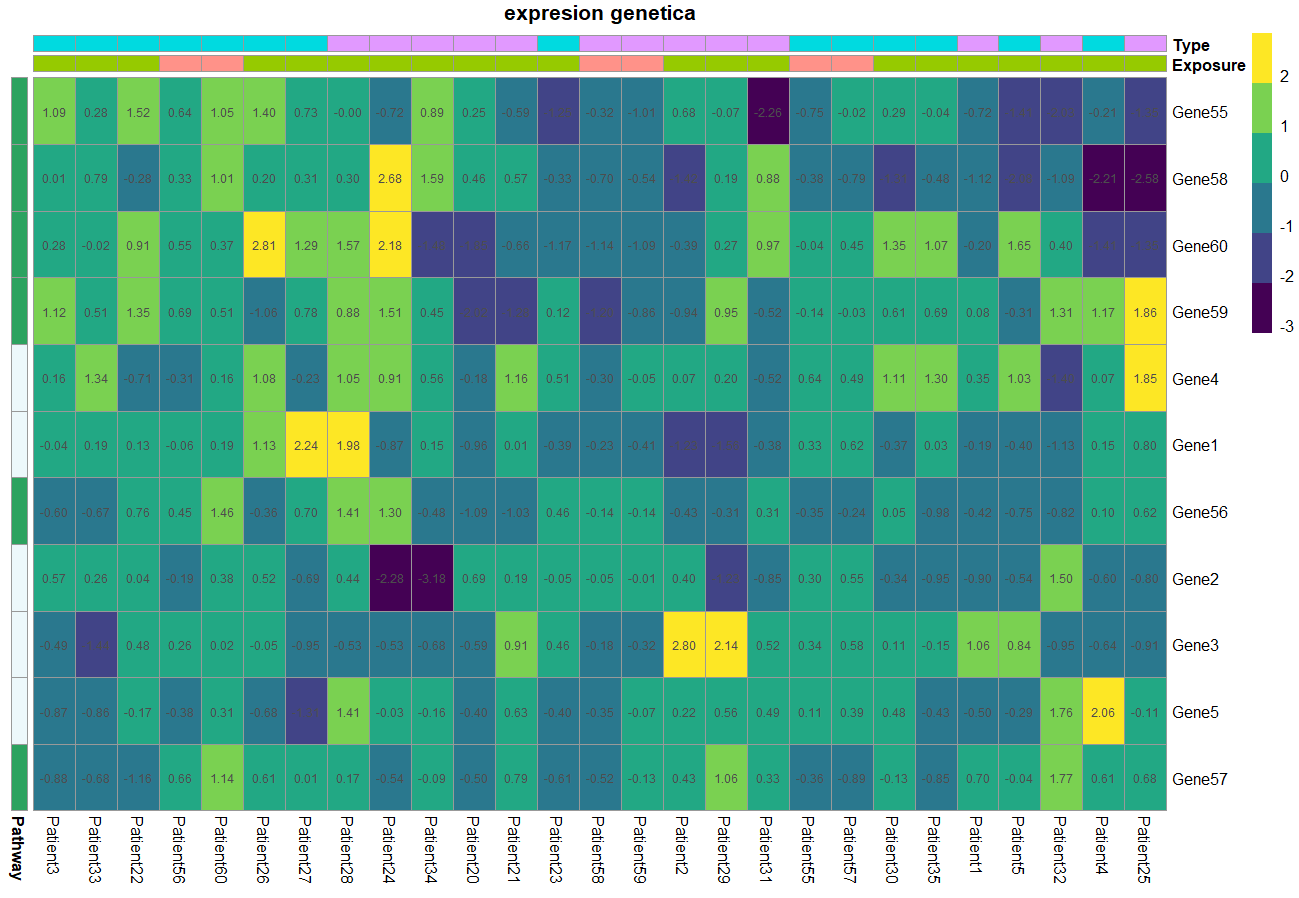 expresion genetica
Type
Exposure
2
1
0
-1
-2
-3
1.09 0.28 1.52 0.64 1.05 1.40 0.73 -0.00 -0.72 0.89 0.25 -0.59 -0.32 -1.01 0.68 -0.07 -2.26 -0.75 -0.02 0.29 -0.04 -0.72 -0.21 Gene55
0.01 0.79 -0.28 0.33 1.01 0.20 0.31 0.30 2.68 1.59 0.46 0.57 -0.33 -0.70 -0.54 0.19 0.88 -0.38 -0.79 -0.48 -1.12 -1.09 -2.21 -2.58 Gene58
0.28 -0.02 0.91 0.55 0.37 2.81 1.29 1.57 2.18 -0.66 -1.17 -1.14 -1.09 -0.39 0.27 0.97 -0.04 0.45 1.35 1.07 -0.20 1.65 0.40 Gene60
1.12 0.51 1.35 0.69 0.51 -1.06 0.78 0.88 1.51 0.45 0.12 -0.86 -0.94 0.95 -0.52 -0.14 -0.03 0.61 0.69 0.08 -0.31 1.31 1.17 1.86 Gene59
0.16 1.34 -0.71 -0.31 0.16 1.08 -0.23 1.05 0.91 0.56 -0.18 1.16 0.51 -0.30 -0.05 0.07 0.20 -0.52 0.64 0.49 1.11 1.30 0.35 1.03 0.07 1.85 Gene4
-0.04 0.19 0.13 -0.06 0.19 1.13 2.24 1.98 -0.87 0.15 -0.96 0.01 -0.39 -0.23 -0.41 -0.38 0.33 0.62 -0.37 0.03 -0.19 -0.40 -1.13 0.15 0.80 Gene1
-0.60 -0.67 0.76 0.45 1.46 -0.36 0.70 1.41 1.30 -0.48 -1.09 -1.03 0.46 -0.14 -0.14 -0.43 -0.31 0.31 -0.35 -0.24 0.05 -0.98 -0.42 -0.75 -0.82 0.10 0.62 Gene56
0.57 0.26 0.04 -0.19 0.38 0.52 -0.69 0.44 -2.28 -3.18 0.69 0.19 -0.05 -0.05 -0.01 0.40 -0.85 0.30 0.55 -0.34 -0.95 -0.90 -0.54 1.50 -0.60 -0.80 Gene2
-0.49 0.48 0.26 0.02 -0.05 -0.95 -0.53 -0.53 -0.68 -0.59 0.91 0.46 -0.18 -0.32 2.80 2.14 0.52 0.34 0.58 0.11 -0.15 1.06 0.84 -0.95 -0.64 -0.91 Gene3
-0.87 -0.86 -0.17 -0.38 0.31 -0.68 1.41 -0.03 -0.16 -0.40 0.63 -0.40 -0.35 -0.07 0.22 0.56 0.49 0.11 0.39 0.48 -0.43 -0.50 -0.29 1.76 2.06 -0.11 Gene5
-0.88 -0.68 -1.16 0.66 1.14 0.61 0.01 0.17 -0.54 -0.09 -0.50 0.79 -0.61 -0.52 -0.13 0.43 1.06 0.33 -0.36 -0.89 -0.13 -0.85 0.70 -0.04 1.77 0.61 0.68 Gene57
Pathway
Patient3
Patient33
Patient22
Patient56
Patient60
Patient26
Patient27
Patient28
Patient24
Patient34
Patient20
Patient21
Patient23
Patient58
Patient59
Patient2
Patient29
Patient31
Patient55
Patient57
Patient30
Patient35
Patient1
Patient5
Patient32
Patient4
Patient25